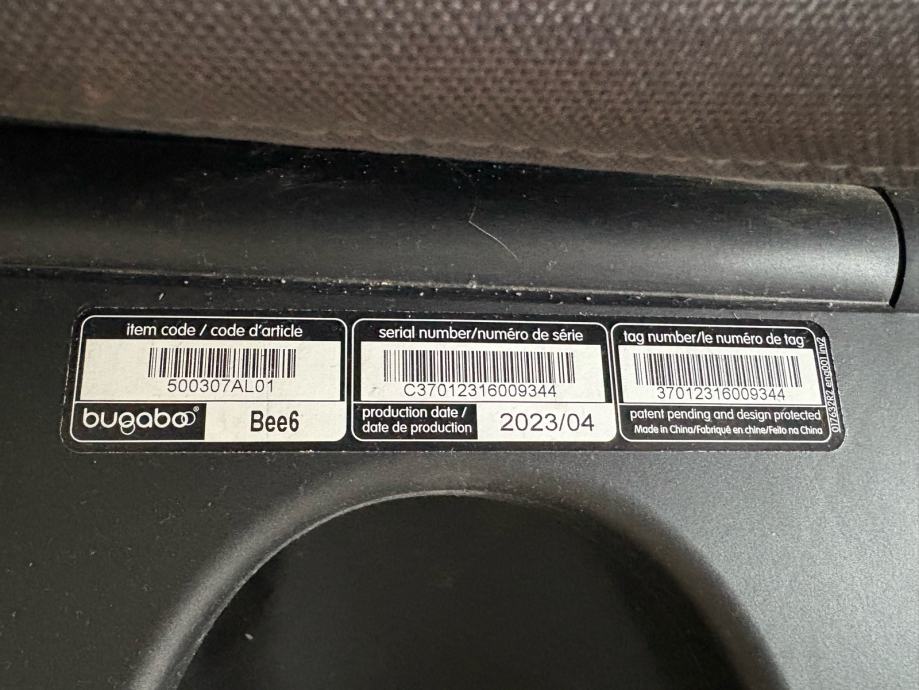 item code / code d'article
500307AL01
bugaboo®
Bee6
serial number/numéro de série
C37012316009344
production date /
date de production
2023/04
tag number/le numéro de tag
37012316009344
patent pending and design protected
Made in China/Fabriqué en chine/Feito na China